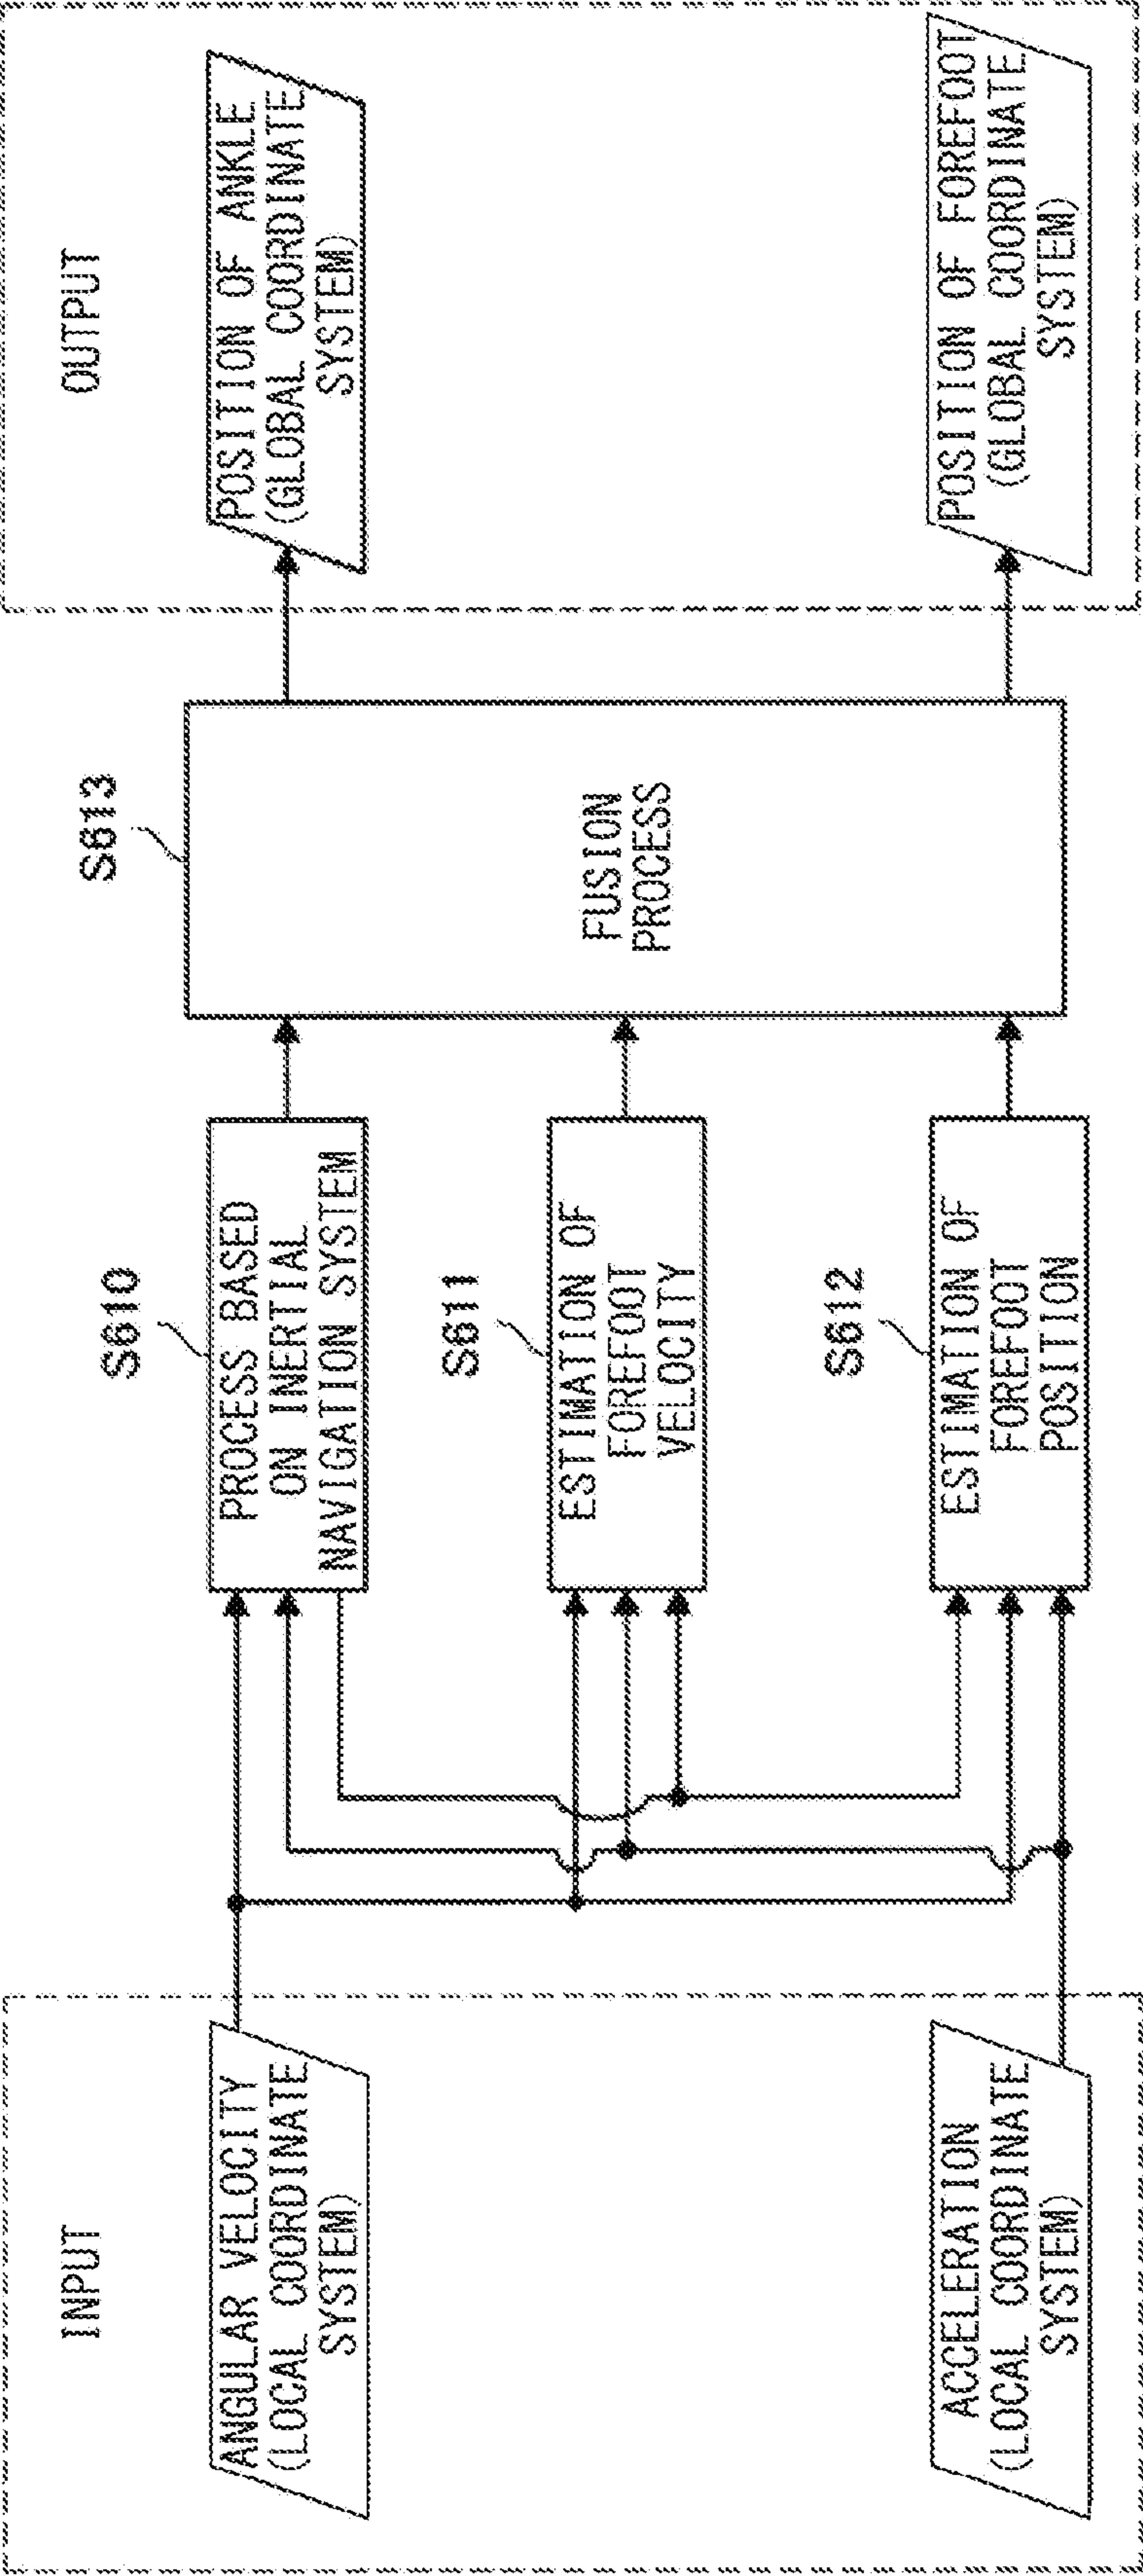 INPUT
ANGULAR VELOCITY
(LOCAL COORDINATE
SYSTEM)
ACCELERATION
(LOCAL COORDINATE
SYSTEM)
S610
PROCESS BASED
ON INERTIAL
NAVIGATION SYSTEM
S611
ESTIMATION OF
FOREFOOT
VELOCITY
S612
ESTIMATION OF
FOREFOOT
POSITION
S613
FUSION
PROCESS
OUTPUT
POSITION OF ANKLE
(GLOBAL COORDINATE
SYSTEM)
POSITION OF FOREFOOT
(GLOBAL COORDINATE
SYSTEM)